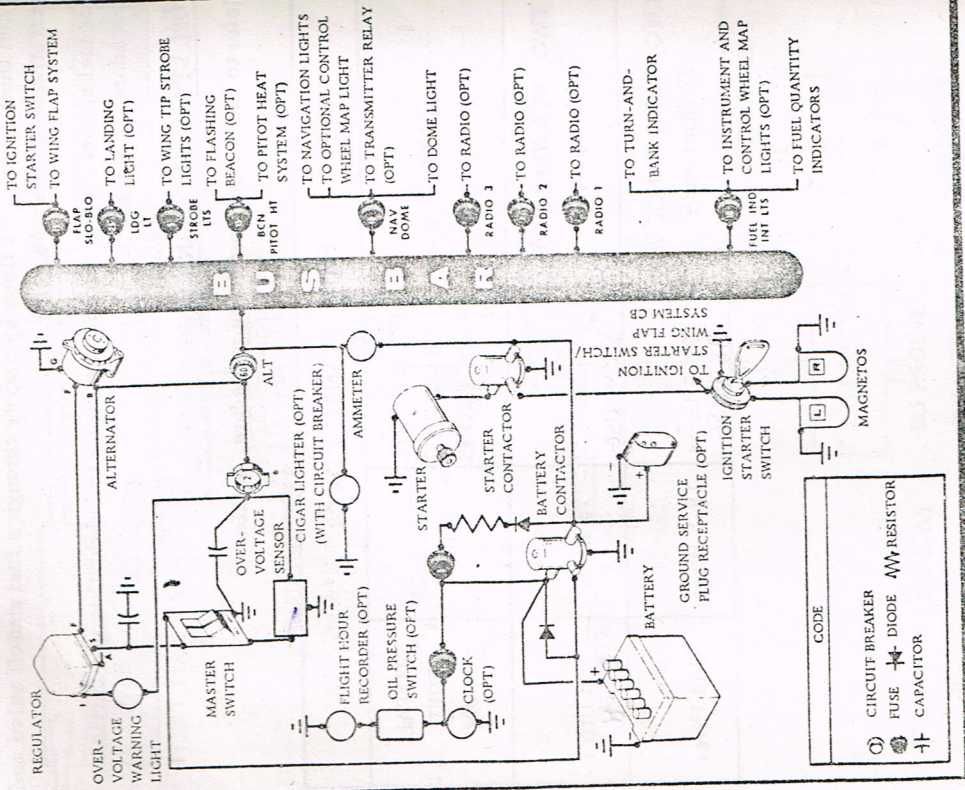 TO IGNITION
STARTER SWITCH
TO WING FLAP SYSTEM
FLAP
SLO-BLO
TO LANDING
LIGHT (OPT)
LDG
LT
TO WING TIP STROBE
LIGHTS (OPT)
STROBE
LTS
TO FLASHING
BEACON (OPT)
TO PITOT HEAT
SYSTEM (OPT)
BCN
PITOT HT
TO NAVIGATION LIGHTS
TO OPTIONAL CONTROL
WHEEL MAP LIGHT
TO TRANSMITTER RELAY
(OPT)
TO DOME LIGHT
NAV
DOME
TO RADIO (OPT)
RADIO 3
TO RADIO (OPT)
RADIO 2
TO RADIO (OPT)
RADIO 1
TO TURN-AND-
BANK INDICATOR
TO INSTRUMENT AND
CONTROL WHEEL MAP
LIGHTS (OPT)
TO FUEL QUANTITY
INDICATORS
FUEL IND
INT LTS
BUS BAR
G
F
B
ALTERNATOR
60
ALT
AMMETER
CIGAR LIGHTER (OPT)
(WITH CIRCUIT BREAKER)
OVER-
VOLTAGE
SENSOR
REGULATOR
OVER-
VOLTAGE
WARNING
LIGHT
MASTER
SWITCH
FLIGHT HOUR
RECORDER (OPT)
OIL PRESSURE
SWITCH (OPT)
CLOCK
(OPT)
STARTER
STARTER
CONTACTOR
BATTERY
CONTACTOR
TO IGNITION
STARTER SWITCH/
WING FLAP
SYSTEM CB
GROUND SERVICE
PLUG RECEPTACLE (OPT)
BATTERY
+
-
IGNITION
STARTER
SWITCH
R
L
MAGNETOS
CODE
CIRCUIT BREAKER
FUSE
DIODE
RESISTOR
CAPACITOR